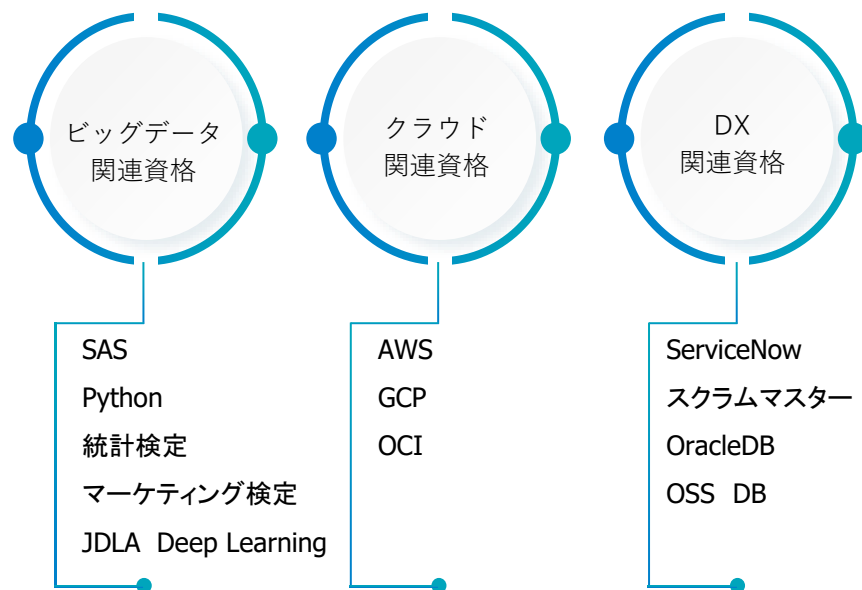 ビッグデータ
関連資格
クラウド
関連資格
DX
関連資格
SAS
Python
統計検定
マーケティング検定
JDLA Deep Learning
AWS
GCP
OCI
ServiceNow
スクラムマスター
OracleDB
OSS DB